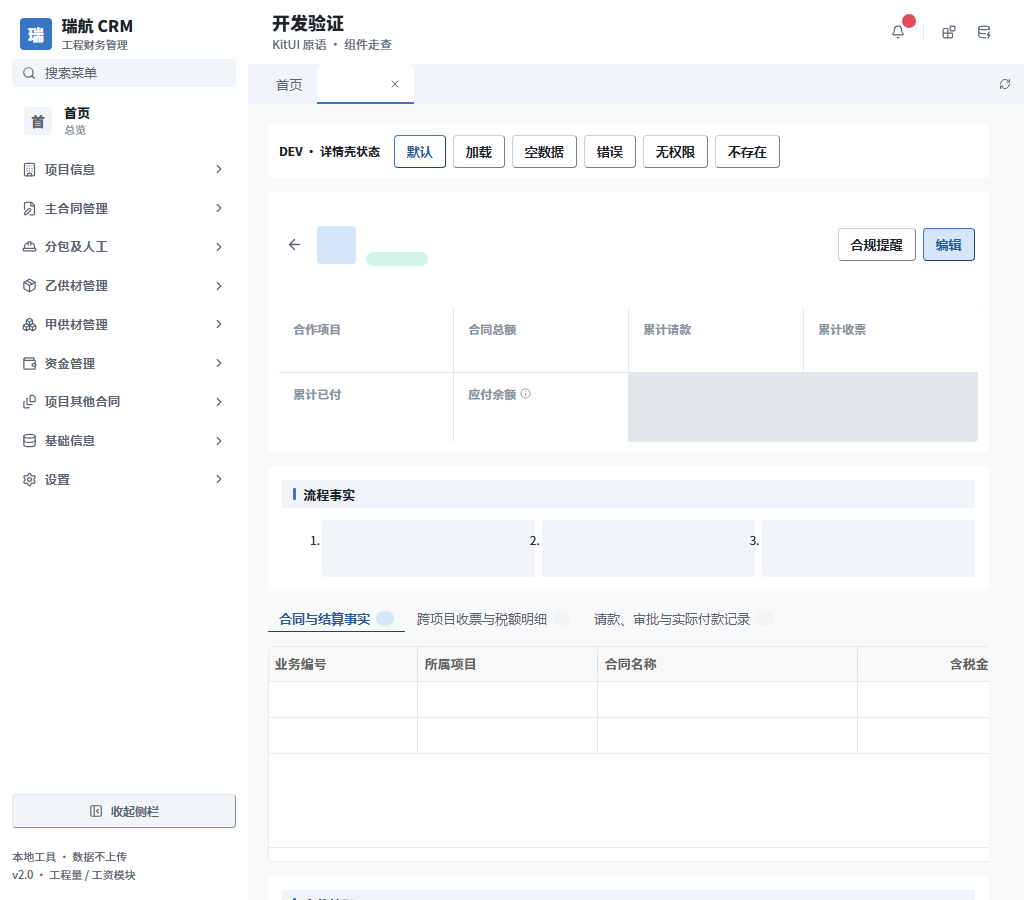 瑞
瑞航 CRM
工程财务管理
搜索菜单
首
首页
总览
项目信息
主合同管理
分包及人工
乙供材管理
甲供材管理
资金管理
项目其他合同
基础信息
设置
收起侧栏
本地工具 · 数据不上传
v2.0 · 工程量 / 工资模块
开发验证
KitUI 原语 · 组件走查
首页
DEV · 详情壳状态
默认
加载
空数据
错误
无权限
不存在
合规提醒
编辑
合作项目
合同总额
累计请款
累计收票
累计已付
应付余额
流程事实
1.
2.
3.
合同与结算事实
跨项目收票与税额明细
请款、审批与实际付款记录
业务编号
所属项目
合同名称
含税金